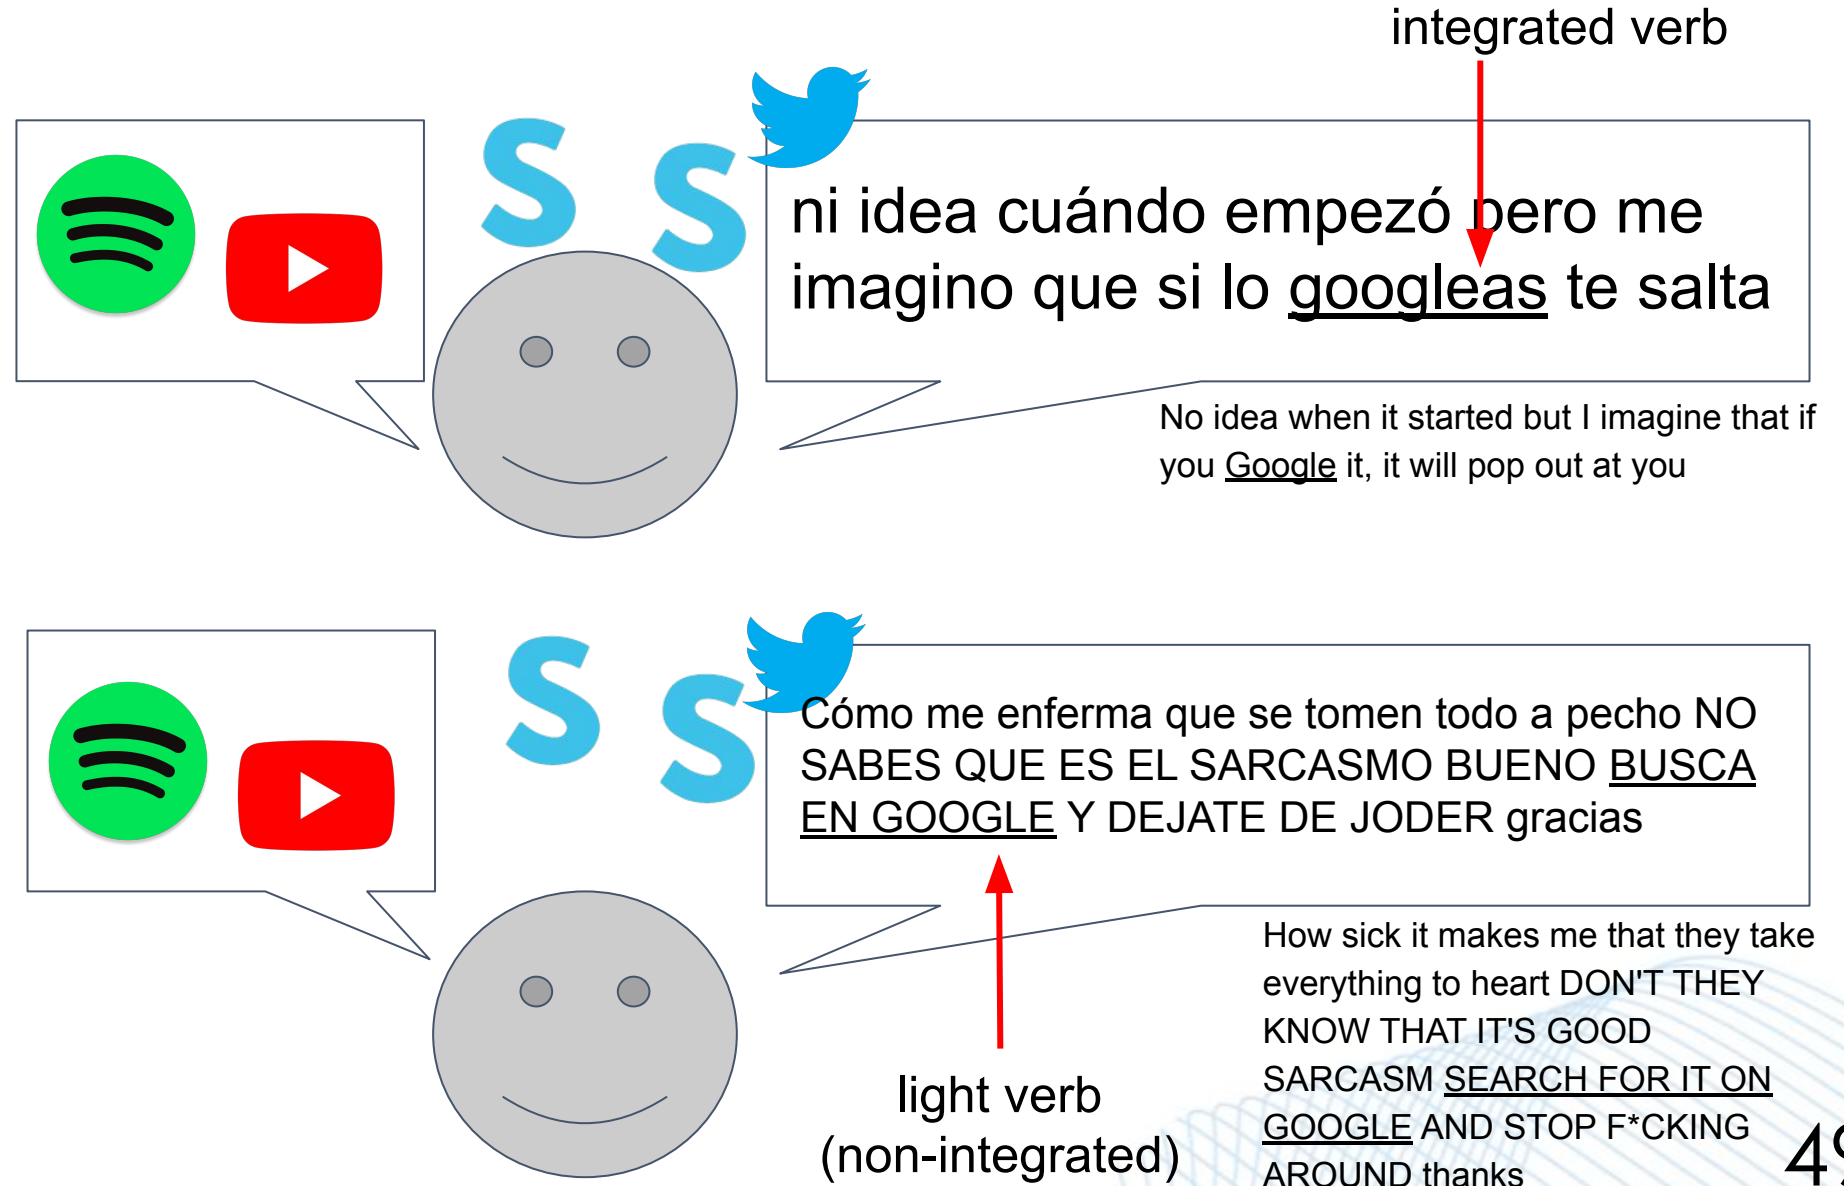 integrated verb
S S
ni idea cuándo empezó pero me
imagino que si lo googleas te salta
No idea when it started but I imagine that if
you Google it, it will pop out at you
S S
Cómo me enferma que se tomen todo a pecho NO
SABES QUE ES EL SARCASMO BUENO BUSCA
EN GOOGLE Y DEJATE DE JODER gracias
light verb
(non-integrated)
How sick it makes me that they take
everything to heart DON'T THEY
KNOW THAT IT'S GOOD
SARCASM SEARCH FOR IT ON
GOOGLE AND STOP F*CKING
AROUND thanks